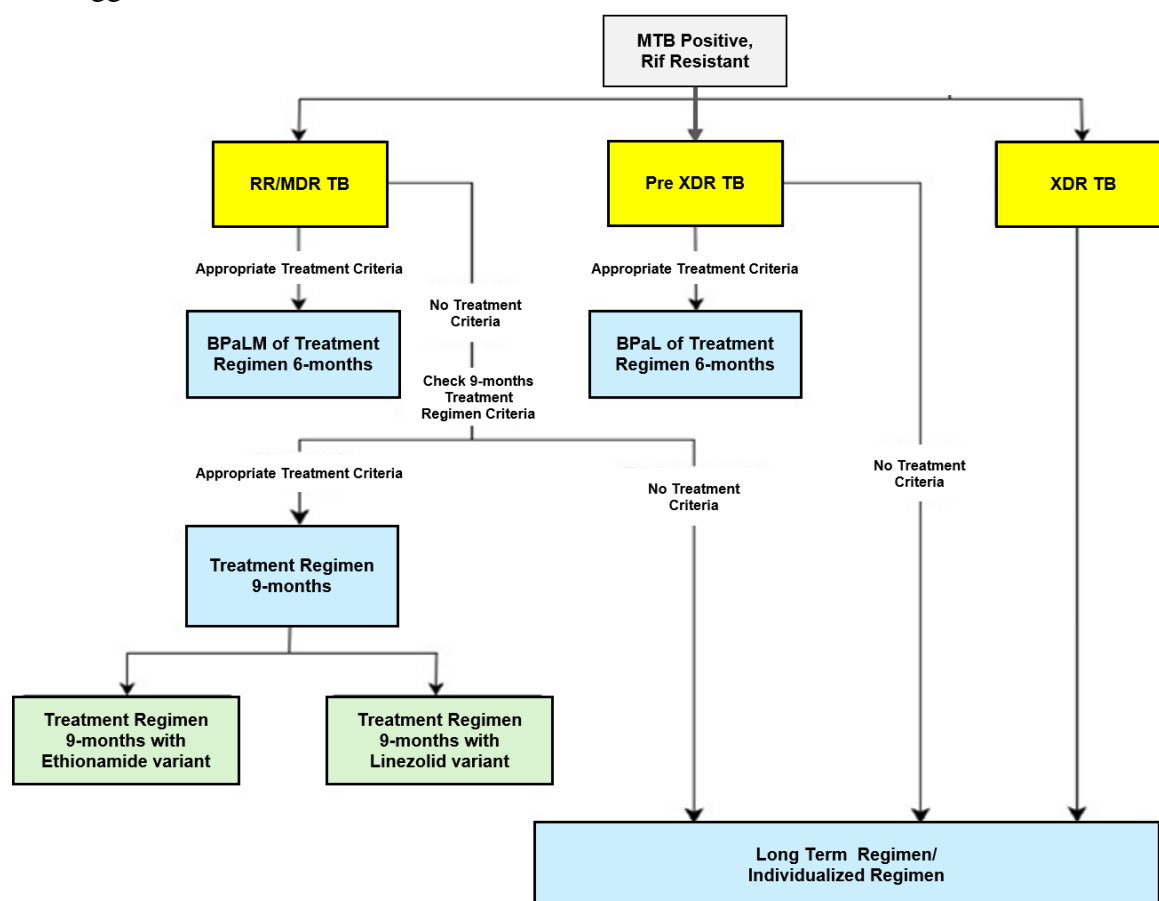 MTB Positive,
Rif Resistant
RR/MDR TB
Pre XDR TB
XDR TB
Appropriate Treatment Criteria
Appropriate Treatment Criteria
No Treatment
Criteria
BPaLM of Treatment
Regimen 6-months
BPaL of Treatment
Regimen 6-months
Check 9-months
Treatment
Regimen Criteria
Appropriate Treatment Criteria
No Treatment
Criteria
No Treatment
Criteria
Treatment Regimen
9-months
Treatment Regimen
9-months with
Ethionamide variant
Treatment Regimen
9-months with
Linezolid variant
Long Term Regimen/
Individualized Regimen